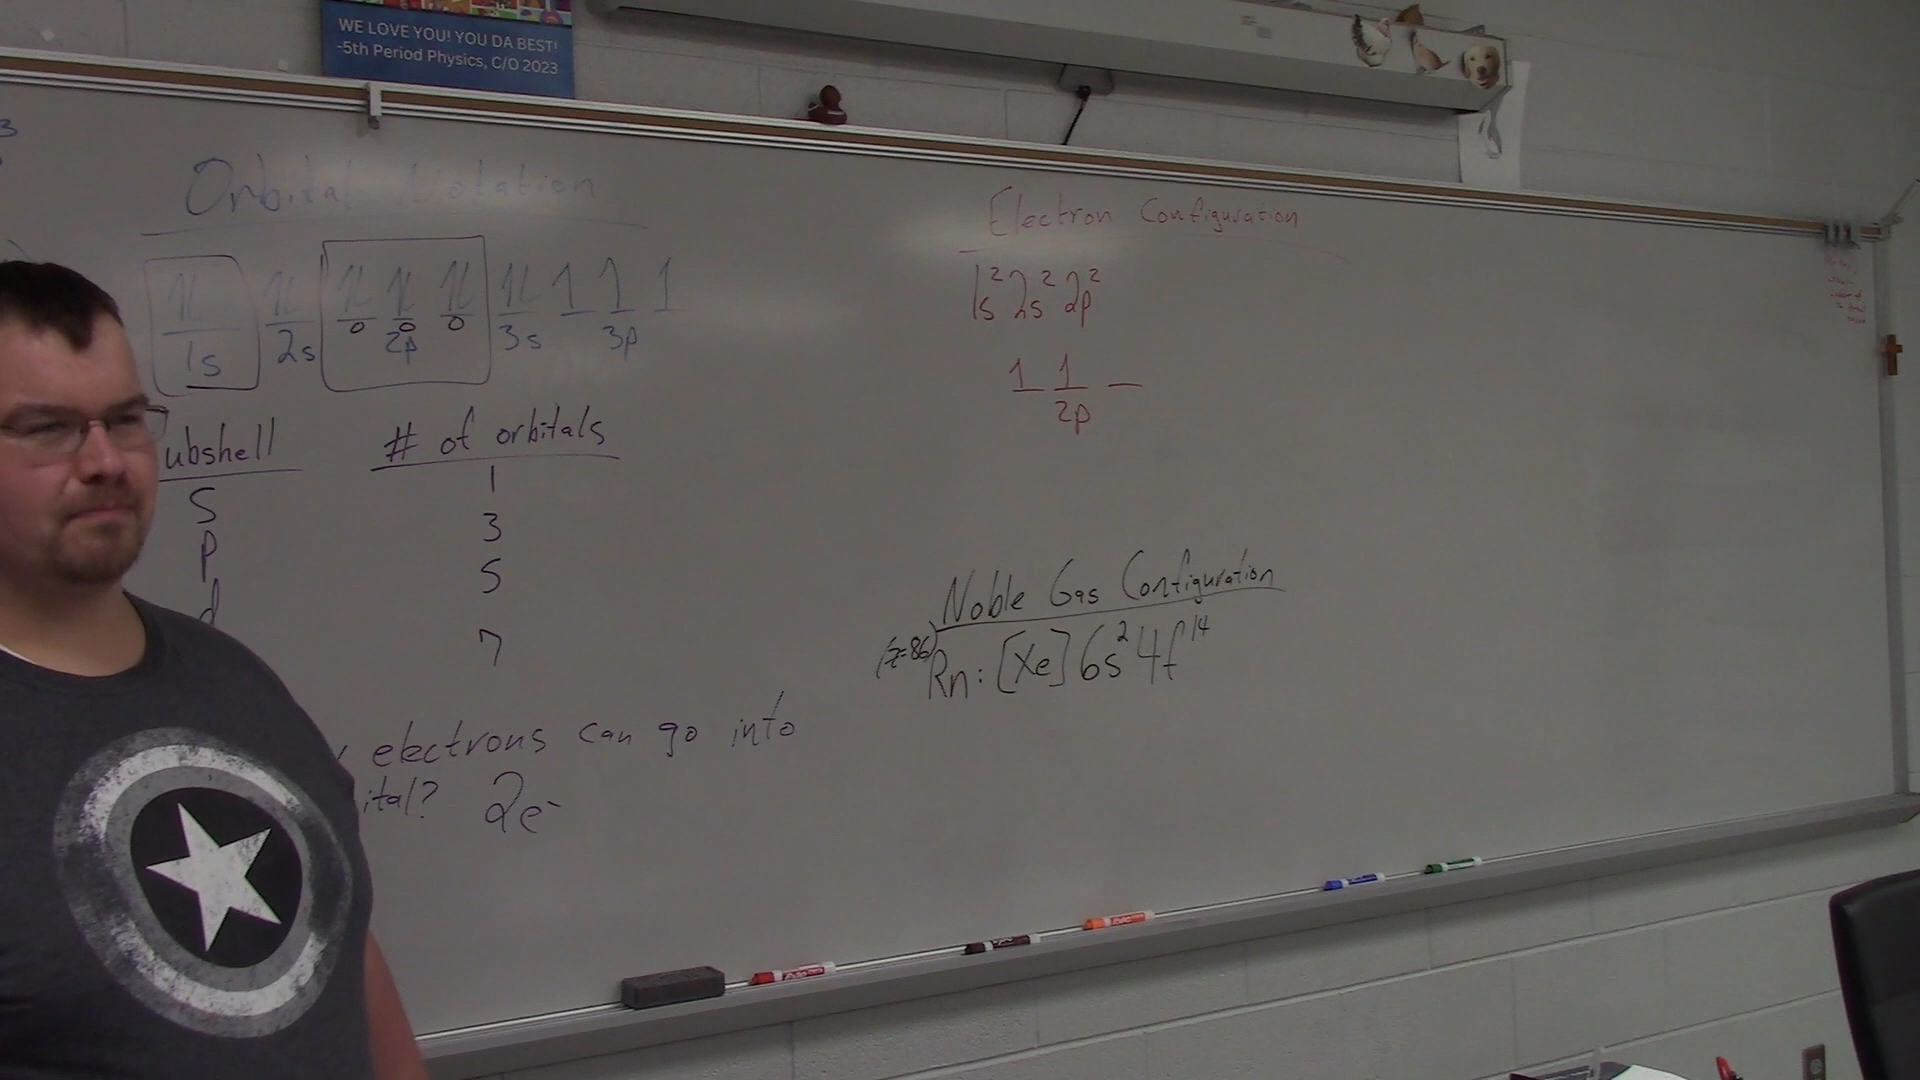 WE LOVE YOU! YOU DA BEST!
-5th Period Physics, C/O 2023
Orbital Notation
1s 2s 2p 3s 3p
ubshell # of orbitals
s 1
p 3
d 5
7
electrons can go into
ital? 2e-
Electron Configuration
1s² 2s² 2p²
1 1 _
2p
Noble Gas Configuration
(z=86) Rn: [Xe] 6s² 4f¹⁴